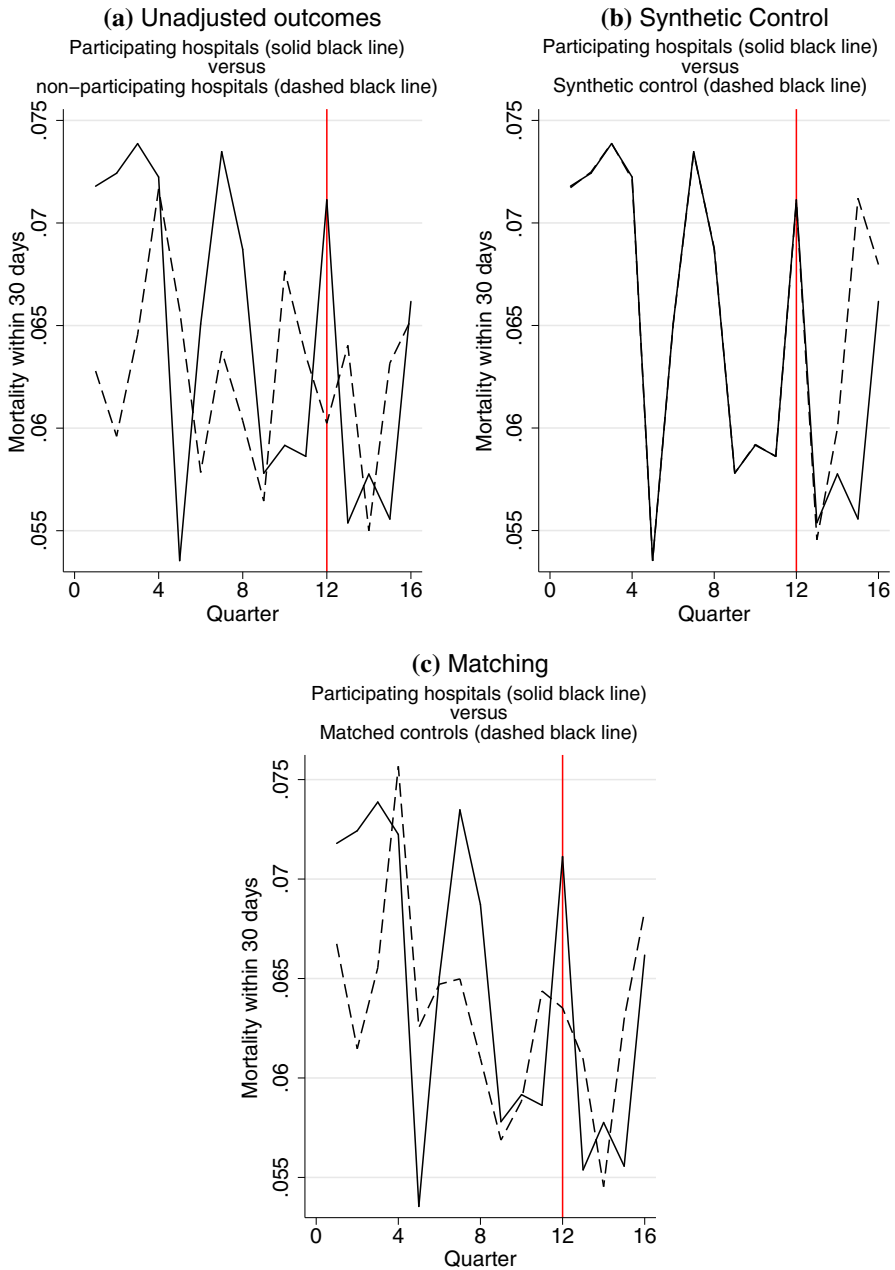 (a) Unadjusted outcomes
Participating hospitals (solid black line)
versus
non−participating hospitals (dashed black line)
Mortality within 30 days
.075
.07
.065
.06
.055
0 4 8 12 16
Quarter
(b) Synthetic Control
Participating hospitals (solid black line)
versus
Synthetic control (dashed black line)
Mortality within 30 days
.075
.07
.065
.06
.055
0 4 8 12 16
Quarter
(c) Matching
Participating hospitals (solid black line)
versus
Matched controls (dashed black line)
Mortality within 30 days
.075
.07
.065
.06
.055
0 4 8 12 16
Quarter